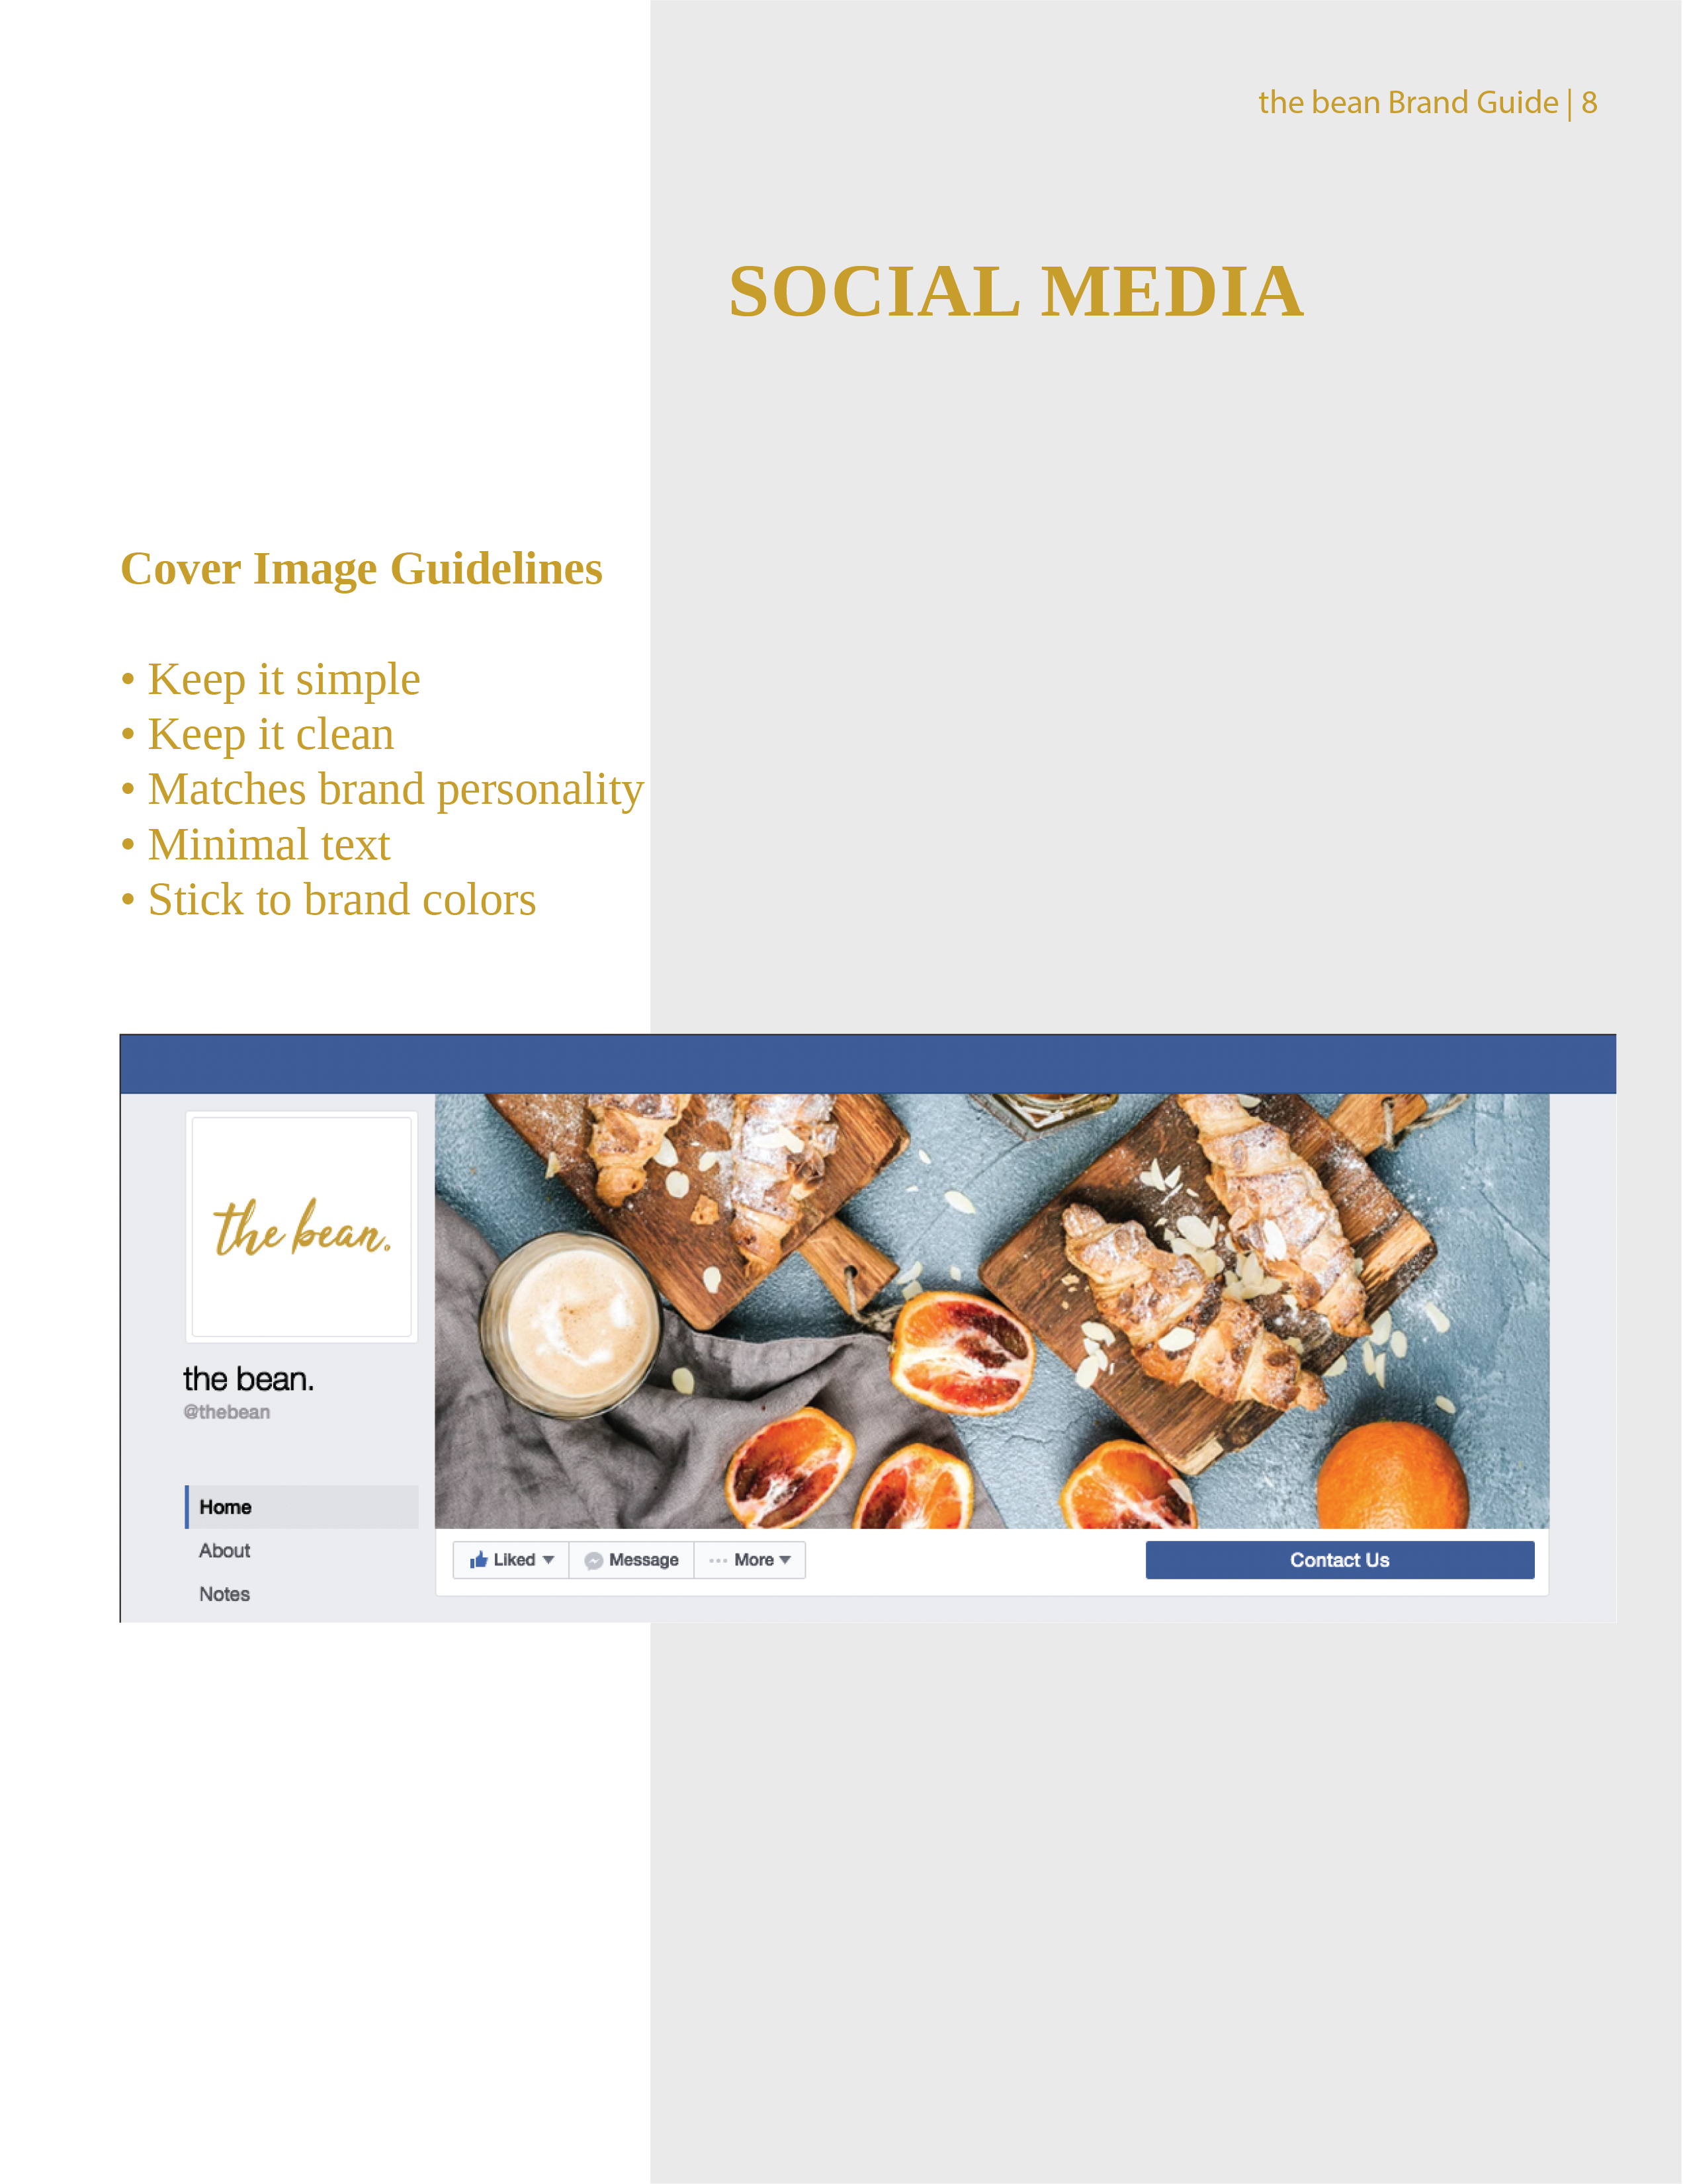 the bean Brand Guide | 8
SOCIAL MEDIA
Cover Image Guidelines
• Keep it simple
• Keep it clean
• Matches brand personality
• Minimal text
• Stick to brand colors
the bean.
the bean.
@thebean
Home
About
Notes
Liked
Message
More
Contact Us